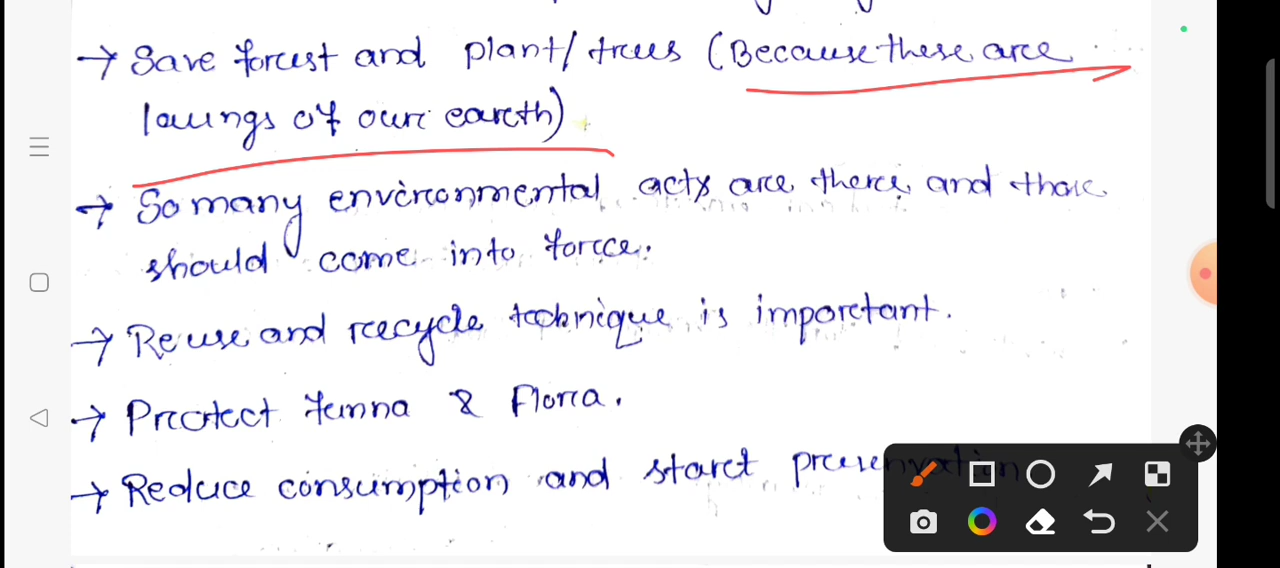 → Save forest and plant/trees (Because these are
lungs of our earth).
→ So many environmental acts are there, and those
should come into force.
→ Reuse and recycle technique is important.
→ Protect Fauna & Flora.
→ Reduce consumption and start preservation